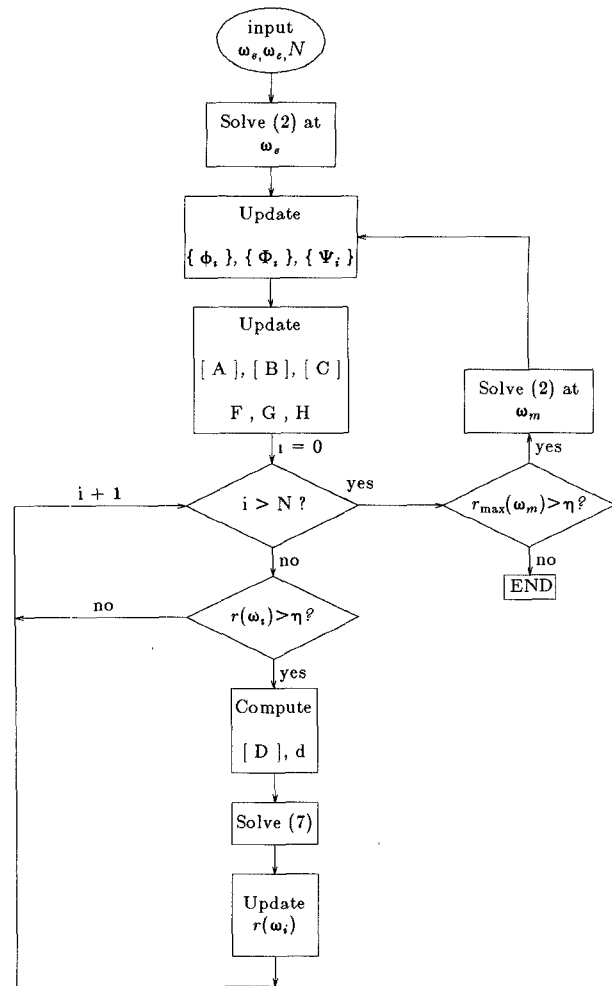 input
ω_s, ω_e, N
Solve (2) at
ω_s
Update
{ ϕ_i }, { Φ_i }, { Ψ_i }
Update
[ A ], [ B ], [ C ]
F , G , H
ı = 0
Solve (2) at
ω_m
yes
i + 1
i > N ?
yes
r_max(ω_m)>η?
no
no
END
no
r(ω_i)>η?
yes
Compute
[ D ], d
Solve (7)
Update
r(ω_i)